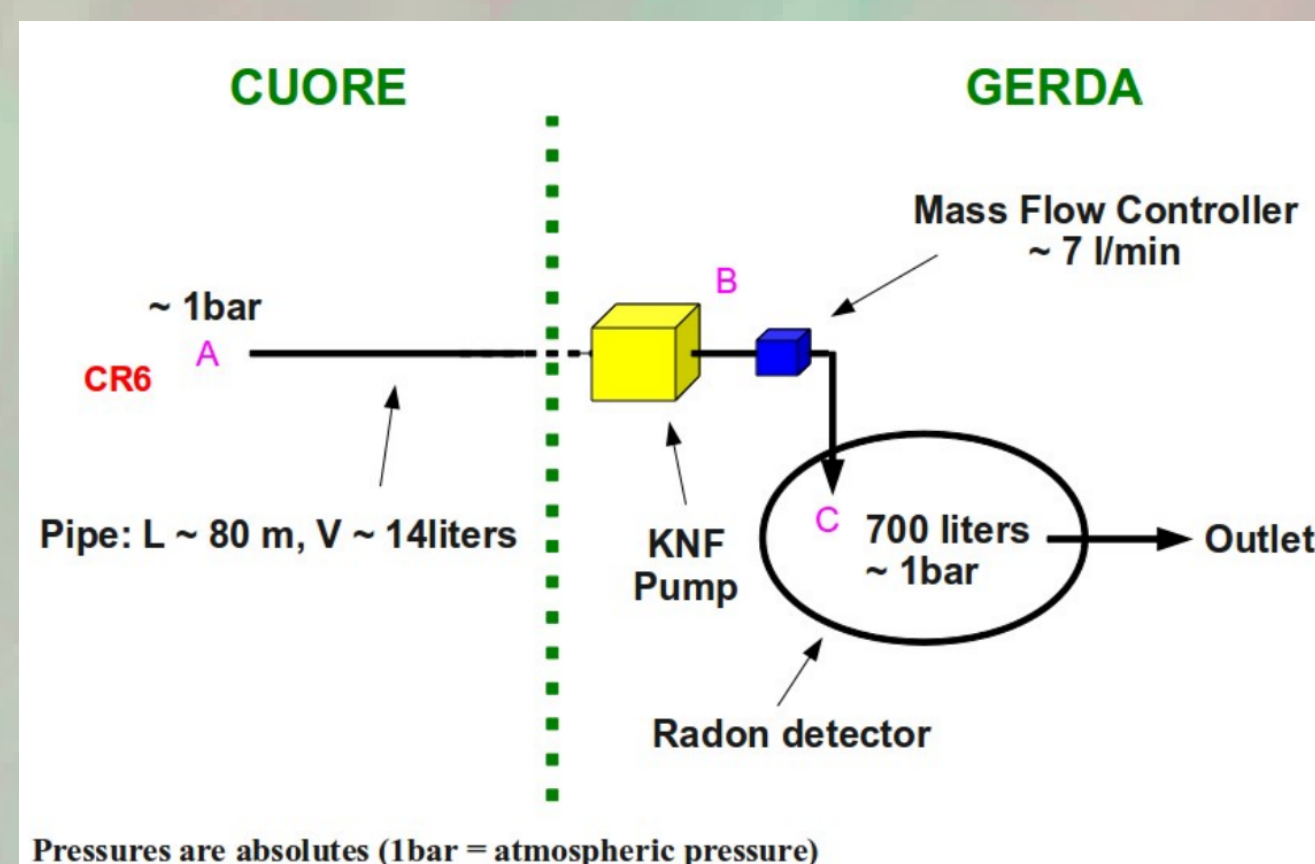 CUORE
GERDA
Mass Flow Controller
~ 7 l/min
B
~ 1bar
A
CR6
Pipe: L ~ 80 m, V ~ 14liters
KNF
Pump
C
700 liters
~ 1bar
Outlet
Radon detector
Pressures are absolutes (1bar = atmospheric pressure)